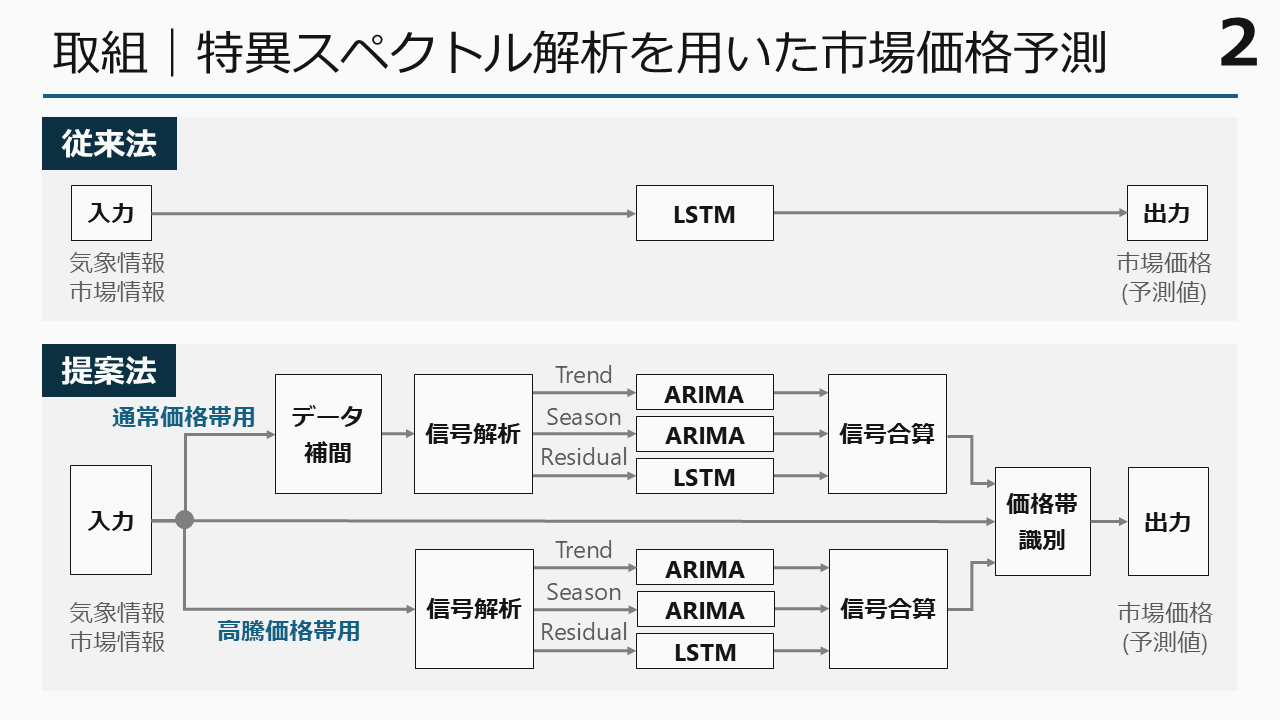 取組｜特異スペクトル解析を用いた市場価格予測
2
従来法
入力
LSTM
出力
気象情報
市場情報
市場価格
(予測値)
提案法
通常価格帯用
データ
補間
信号解析
Trend
ARIMA
Season
ARIMA
Residual
LSTM
信号合算
入力
価格帯
識別
出力
気象情報
市場情報
高騰価格帯用
信号解析
Trend
ARIMA
Season
ARIMA
Residual
LSTM
信号合算
市場価格
(予測値)